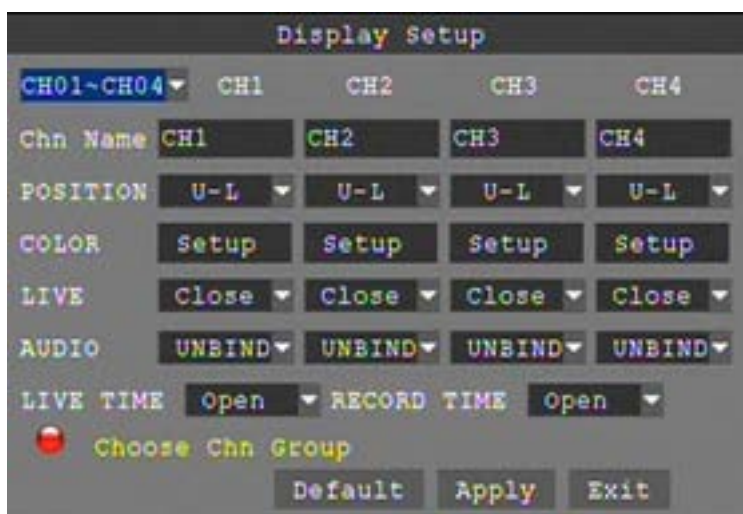 Display Setup
CH01~CH04 CH1 CH2 CH3 CH4
Chn Name CH1 CH2 CH3 CH4
POSITION U-L U-L U-L U-L
COLOR Setup Setup Setup Setup
LIVE Close Close Close Close
AUDIO UNBIND UNBIND UNBIND UNBIND
LIVE TIME Open RECORD TIME Open
Choose Chn Group
Default Apply Exit